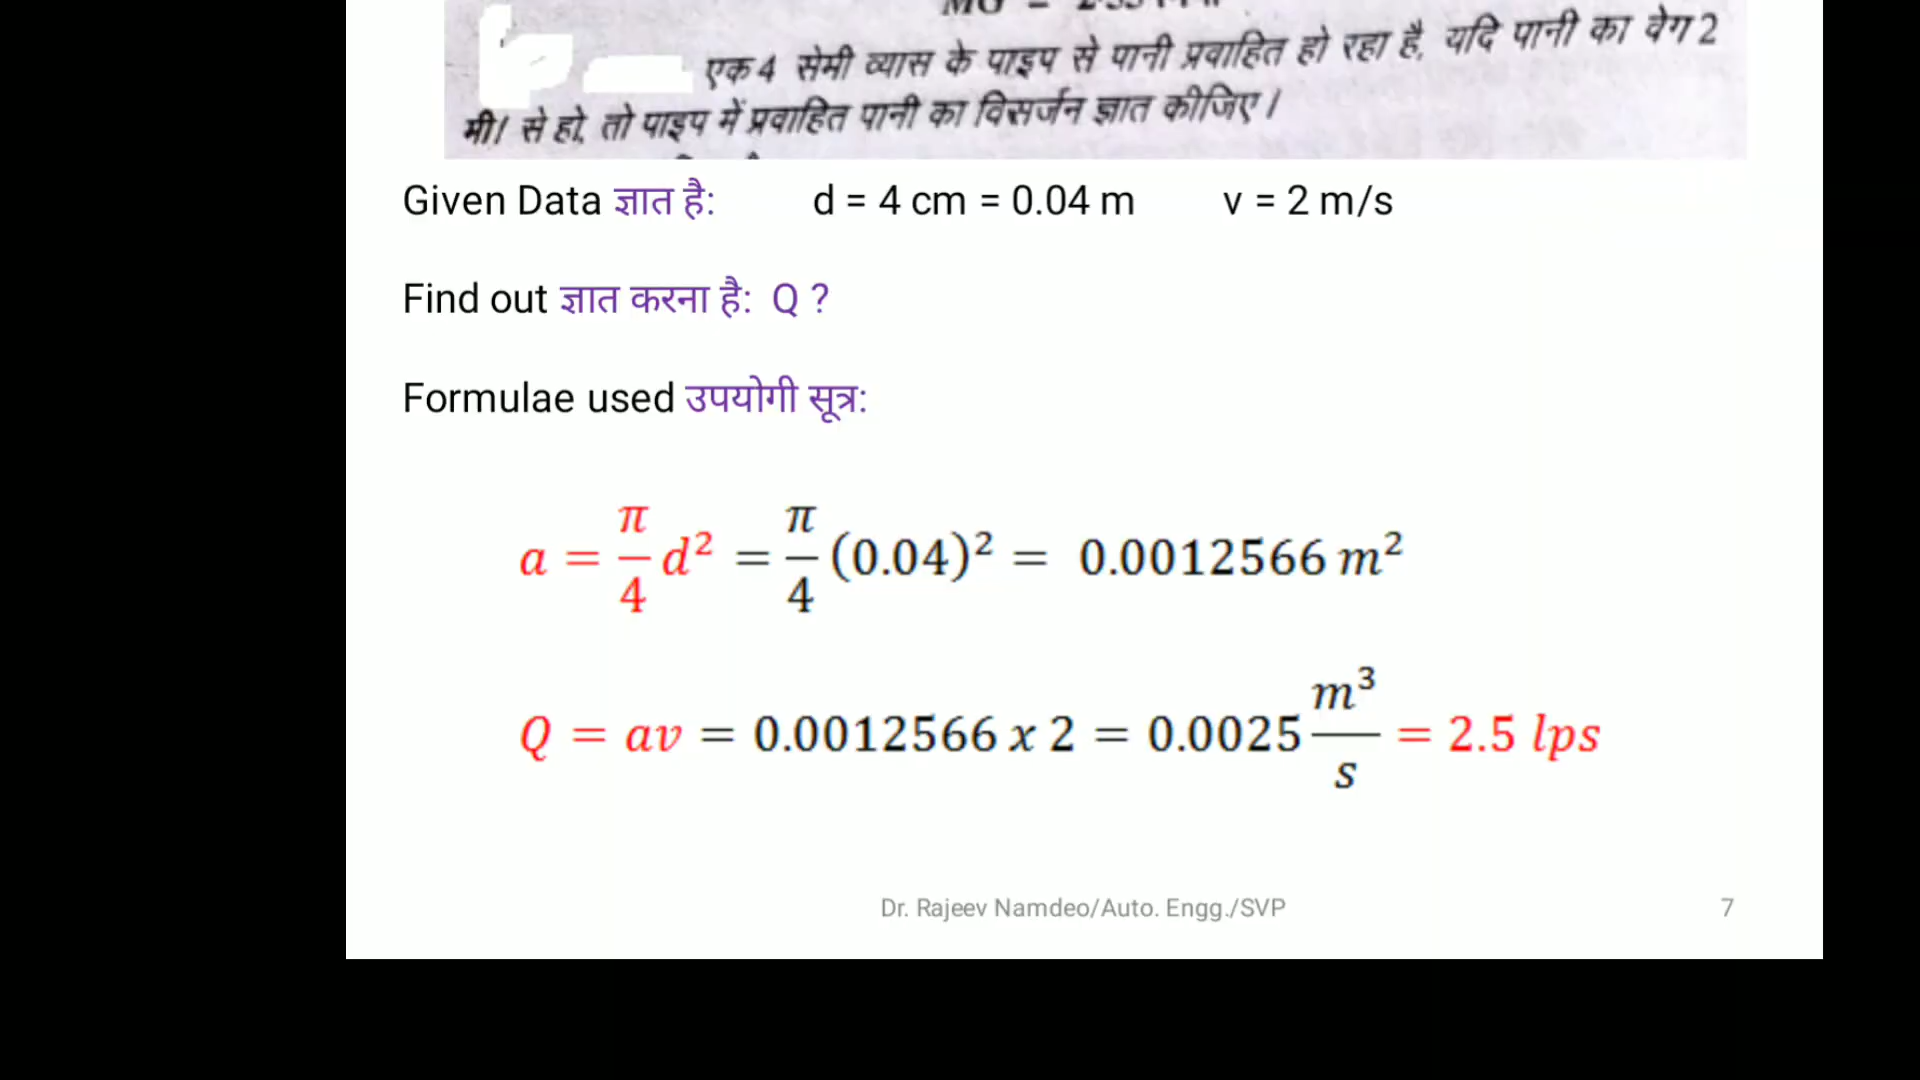 एक 4 सेमी व्यास के पाइप से पानी प्रवाहित हो रहा है, यदि पानी का वेग 2
मी/ से हो, तो पाइप में प्रवाहित पानी का विसर्जन ज्ञात कीजिए।
Given Data ज्ञात है: d = 4 cm = 0.04 m v = 2 m/s
Find out ज्ञात करना है: Q ?
Formulae used उपयोगी सूत्र:
a = π/4 d² = π/4 (0.04)² = 0.0012566 m²
Q = av = 0.0012566 x 2 = 0.0025 m³/s = 2.5 lps
Dr. Rajeev Namdeo/Auto. Engg./SVP 7